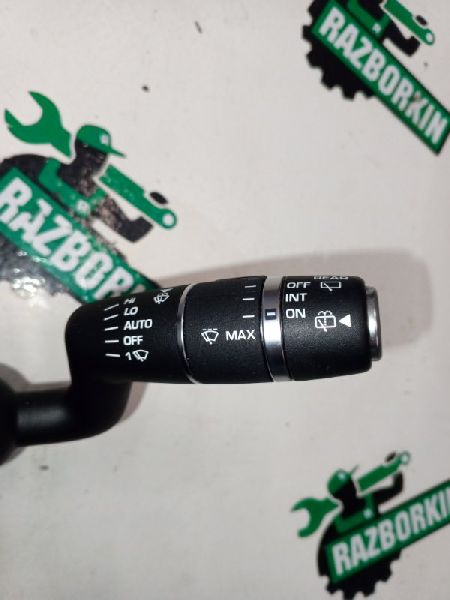 RAZBORKIN
RAZBORKIN
REAR
OFF
INT
ON
HI
LO
AUTO
OFF
1
MAX
RAZBORKIN